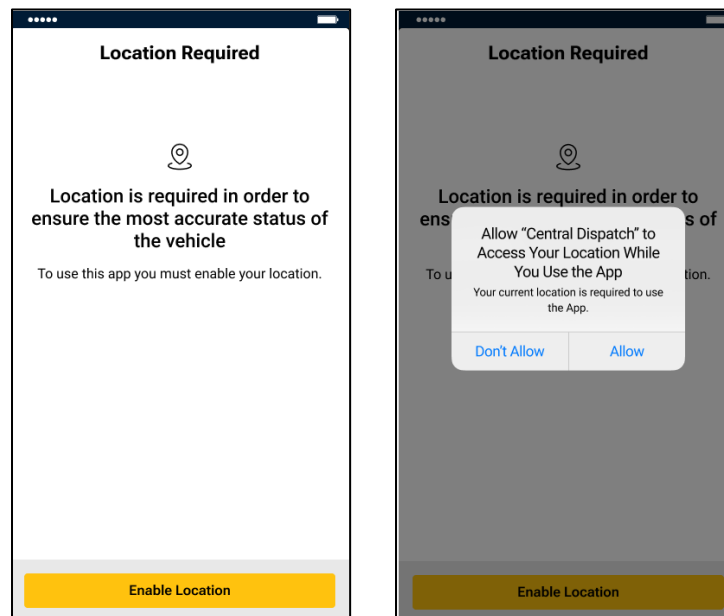 Location Required
Location is required in order to
ensure the most accurate status of
the vehicle
To use this app you must enable your location.
Enable Location
Location Required
Location is required in order to
ens
s of
Allow “Central Dispatch” to
Access Your Location While
You Use the App
Your current location is required to use
the App.
To u
tion.
Don’t Allow
Allow
Enable Location